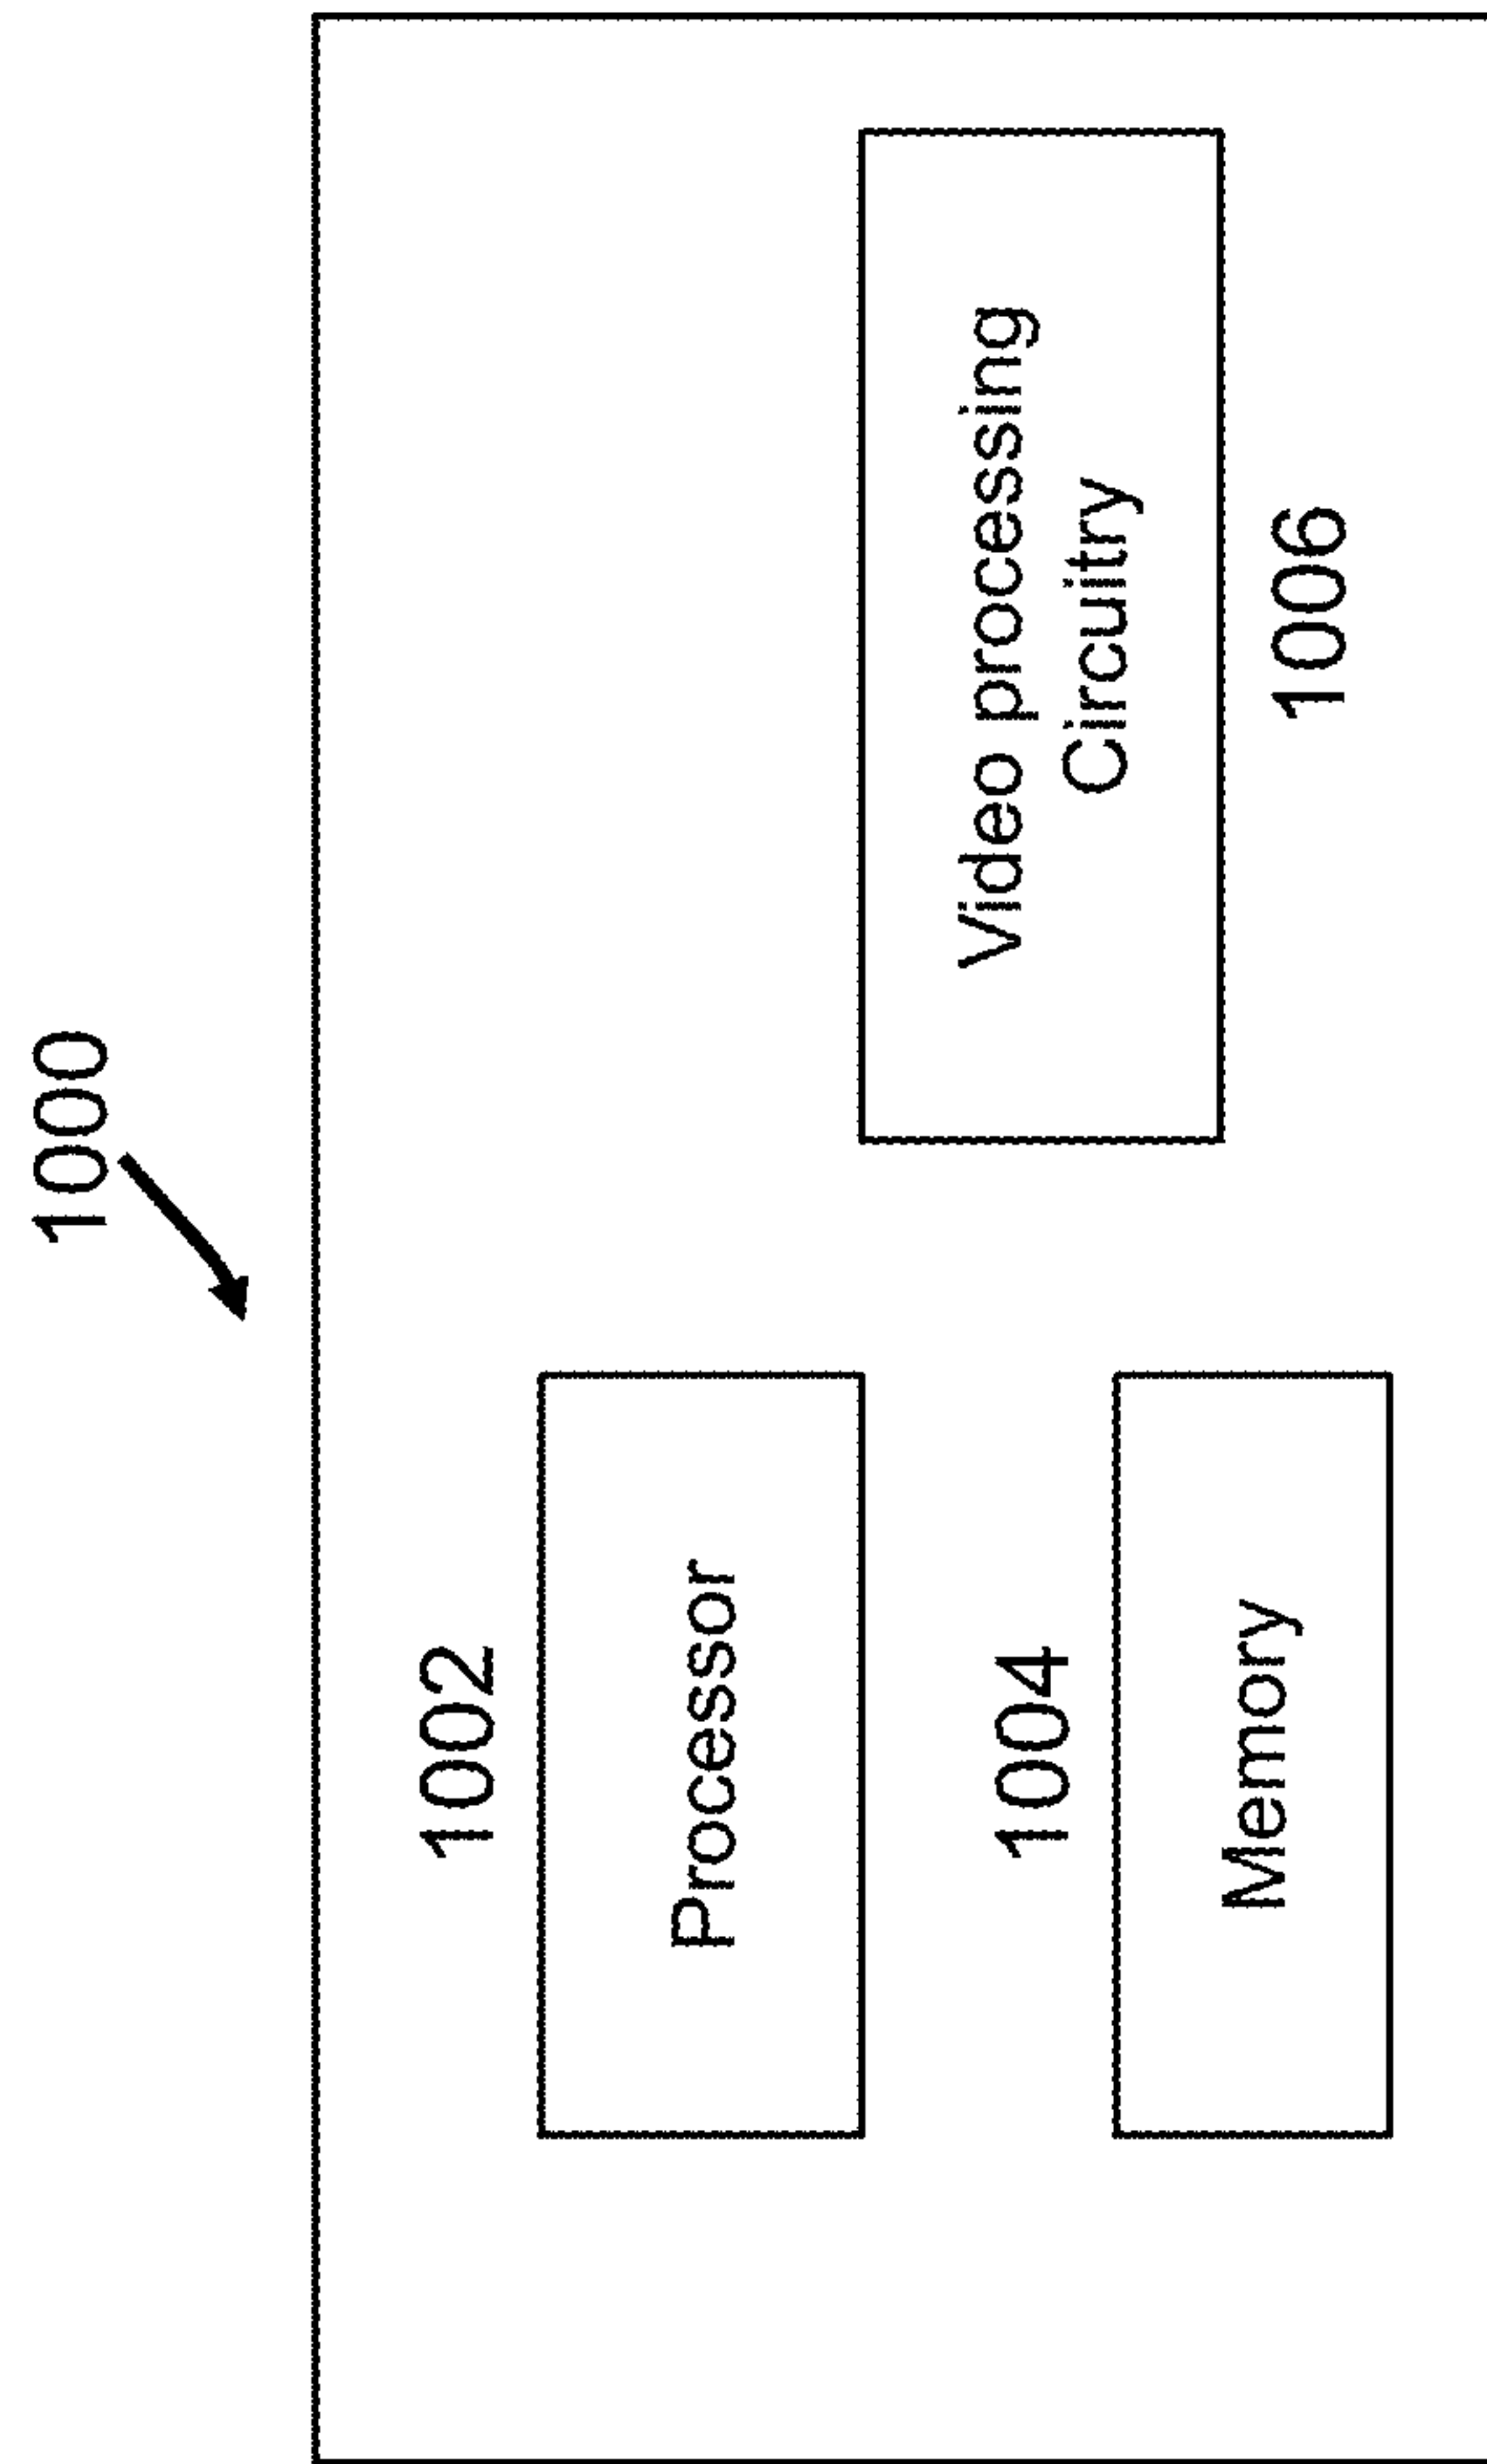 1000
1002
Processor
1004
Memory
Video processing
Circuitry
1006